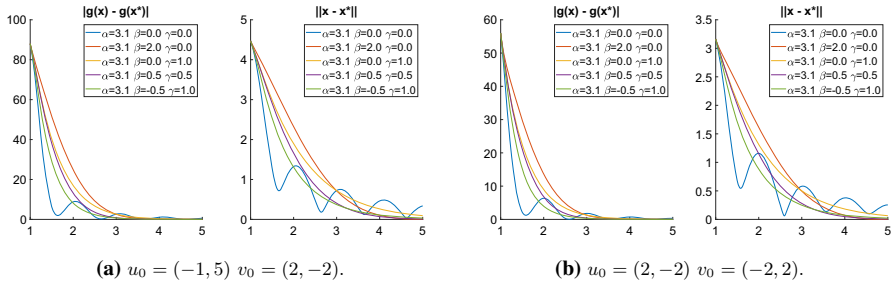 |g(x) - g(x*)|
100
80
60
40
20
0
1 2 3 4 5
α=3.1 β=0.0 γ=0.0
α=3.1 β=2.0 γ=0.0
α=3.1 β=0.0 γ=1.0
α=3.1 β=0.5 γ=0.5
α=3.1 β=-0.5 γ=1.0
||x - x*||
5
4
3
2
1
0
1 2 3 4 5
α=3.1 β=0.0 γ=0.0
α=3.1 β=2.0 γ=0.0
α=3.1 β=0.0 γ=1.0
α=3.1 β=0.5 γ=0.5
α=3.1 β=-0.5 γ=1.0
(a) u₀ = (−1, 5) v₀ = (2, −2).
|g(x) - g(x*)|
60
50
40
30
20
10
0
1 2 3 4 5
α=3.1 β=0.0 γ=0.0
α=3.1 β=2.0 γ=0.0
α=3.1 β=0.0 γ=1.0
α=3.1 β=0.5 γ=0.5
α=3.1 β=-0.5 γ=1.0
||x - x*||
3.5
3
2.5
2
1.5
1
0.5
0
1 2 3 4 5
α=3.1 β=0.0 γ=0.0
α=3.1 β=2.0 γ=0.0
α=3.1 β=0.0 γ=1.0
α=3.1 β=0.5 γ=0.5
α=3.1 β=-0.5 γ=1.0
(b) u₀ = (2, −2) v₀ = (−2, 2).